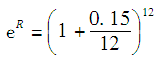 e^R = (1 + 0. 15/12)^12